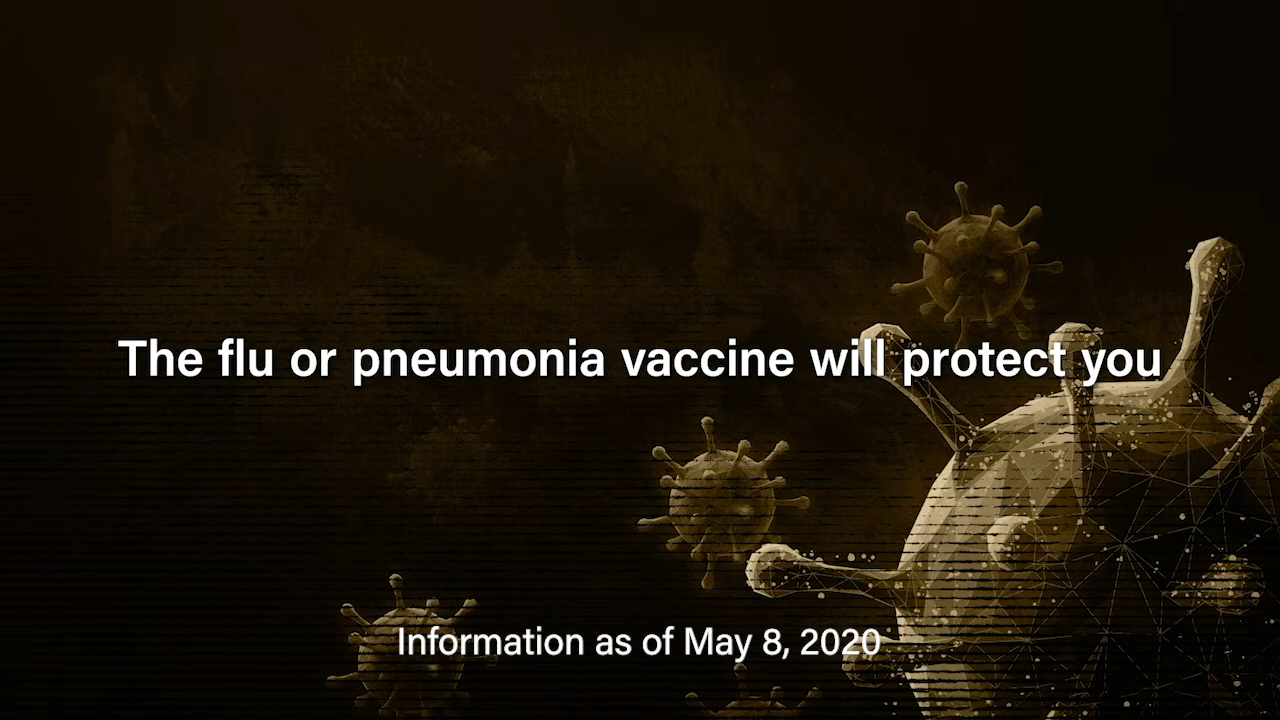 The flu or pneumonia vaccine will protect you
Information as of May 8, 2020